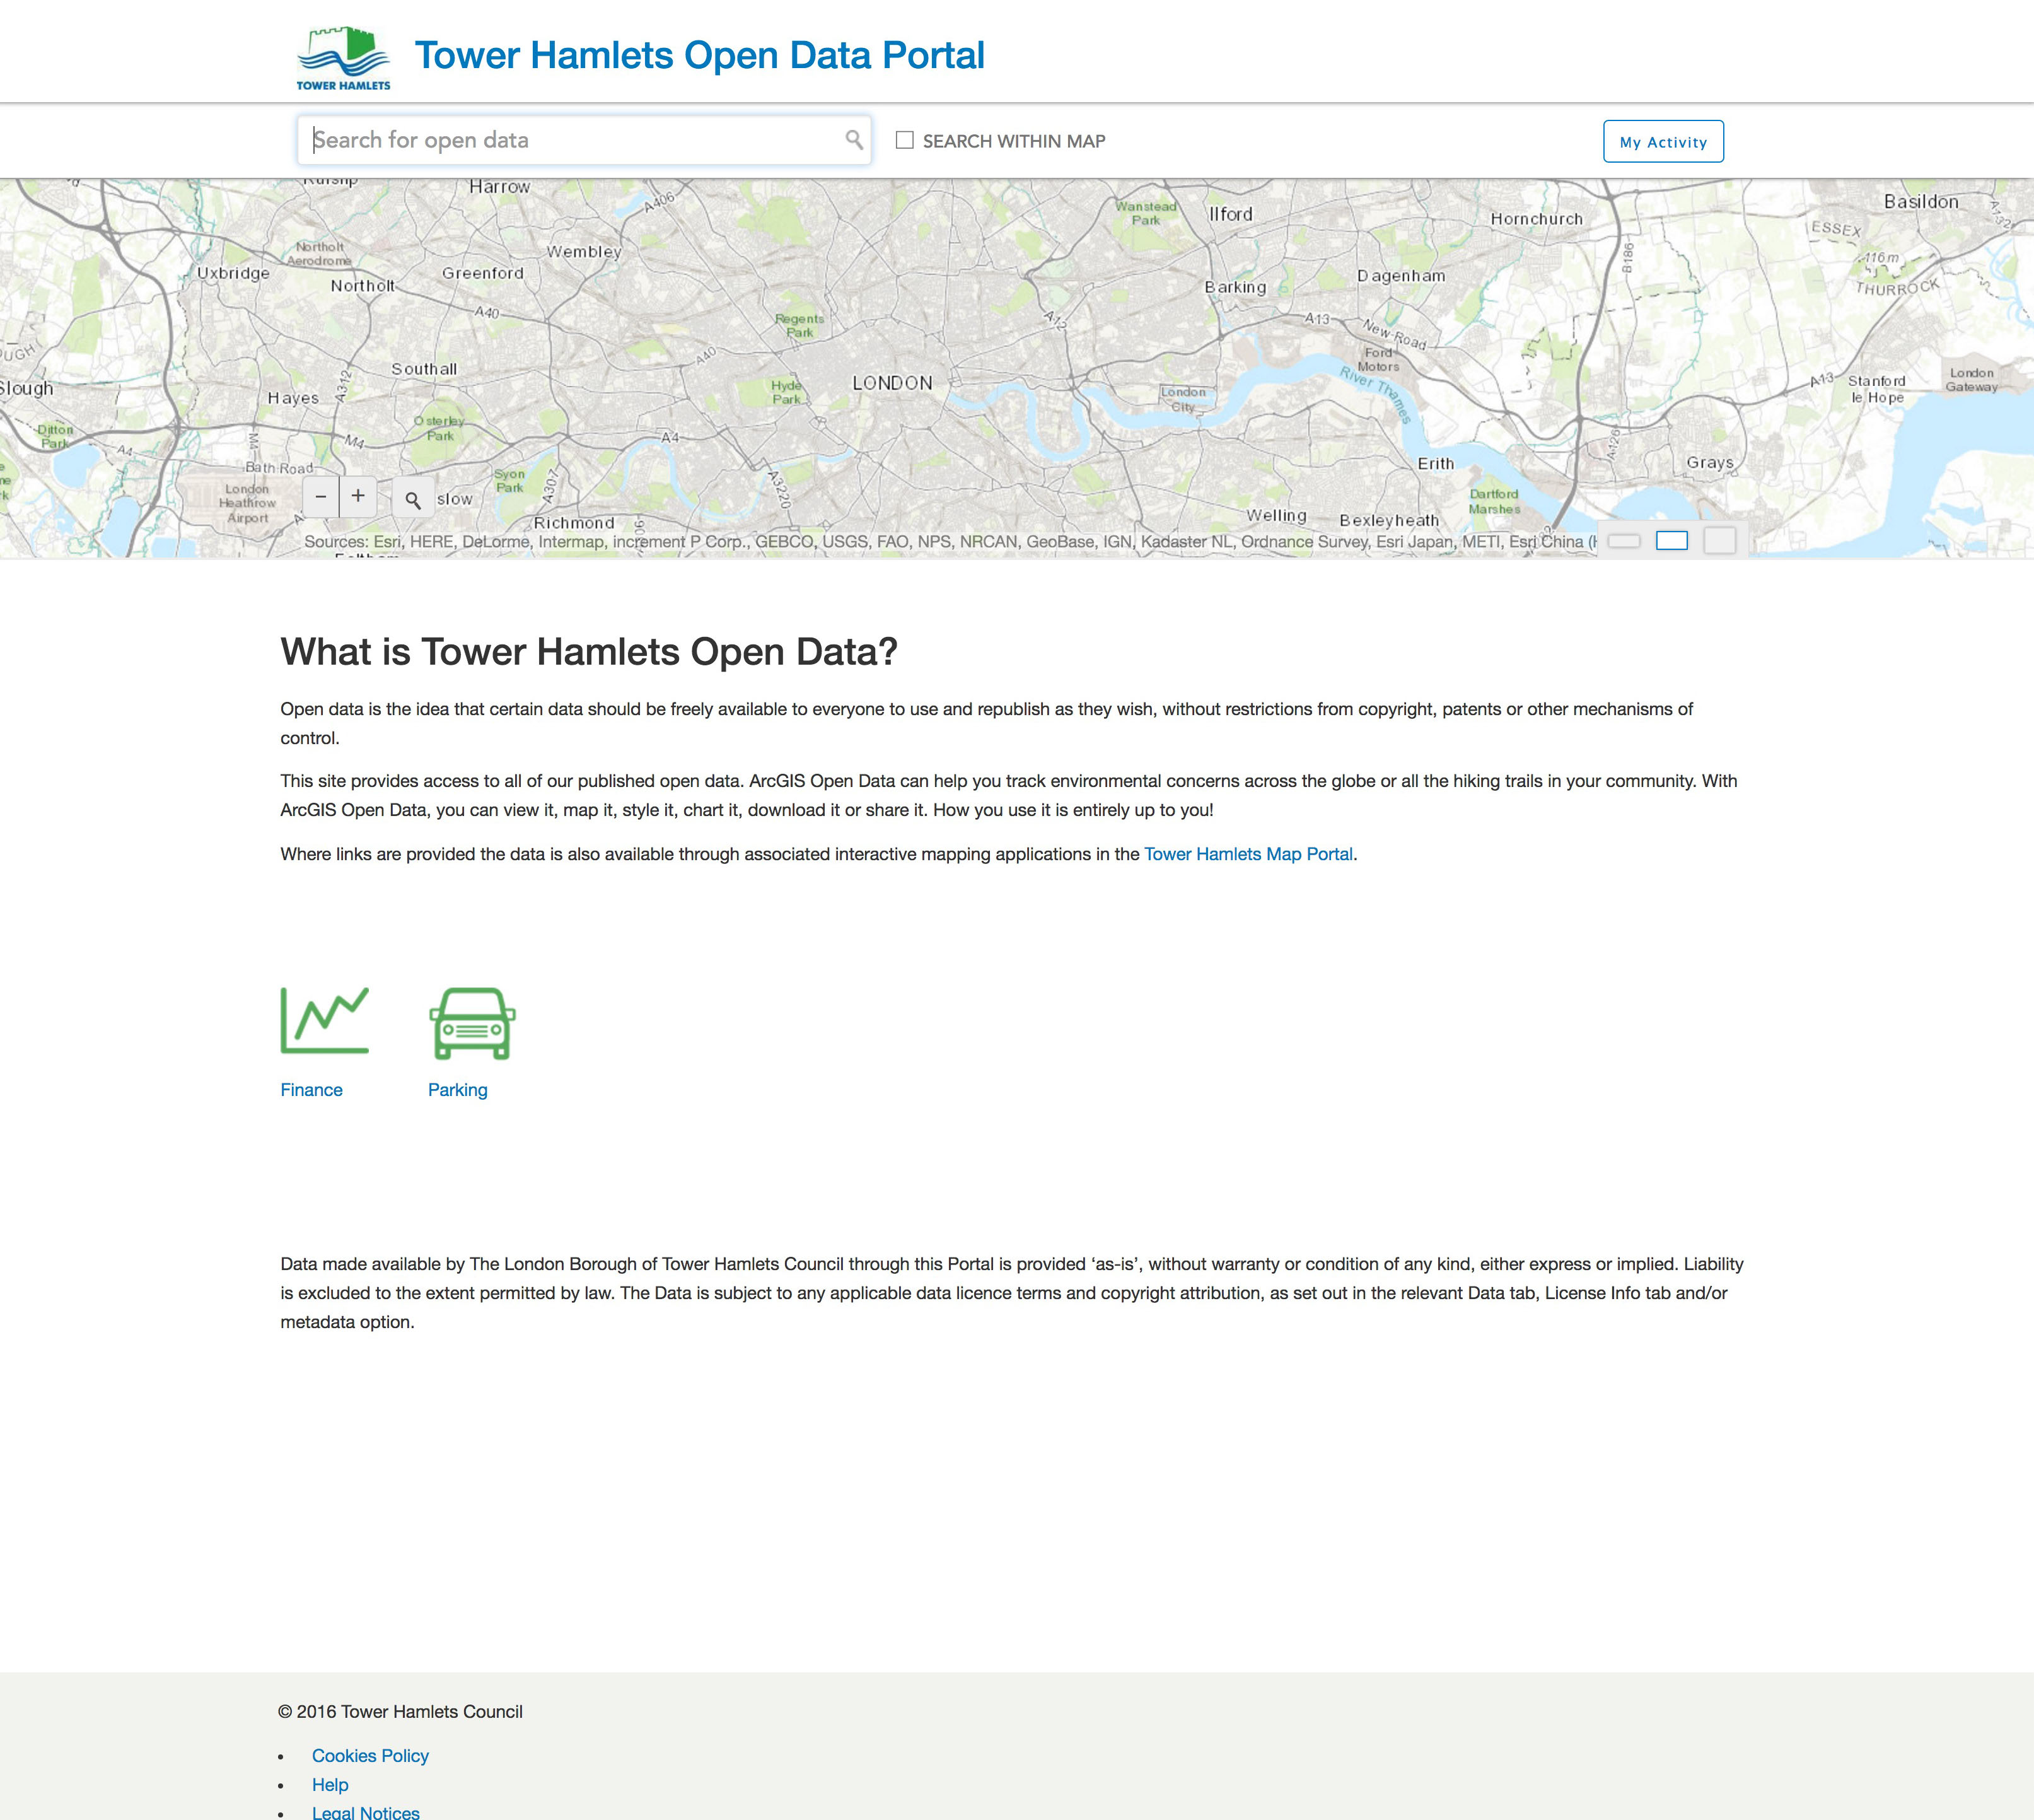 TOWER HAMLETS
Tower Hamlets Open Data Portal
Search for open data
SEARCH WITHIN MAP
My Activity
Harrow
A406
Wanstead
Park
Ilford
Hornchurch
Basildon
A132
ESSEX
Northolt
Aerodrome
Wembley
B186
116m
Uxbridge
Greenford
Northolt
Barking
Dagenham
THURROCK
A40
Regents
Park
A12
A13
New Road
Ford
Motors
A40
Southall
LONDON
River Thames
Slough
Hayes
A312
Hyde
Park
London
City
A13
Stanford
le Hope
London
Gateway
Osterley
Park
Ditton
Park
A4
M4
M4
A4
Bath Road
Erith
Grays
London
Heathrow
Airport
−
+
slow
Syon
Park
A307
A3220
Dartford
Marshes
Richmond
Welling
Bexleyheath
Sources: Esri, HERE, DeLorme, Intermap, increment P Corp., GEBCO, USGS, FAO, NPS, NRCAN, GeoBase, IGN, Kadaster NL, Ordnance Survey, Esri Japan, METI, Esri China (
What is Tower Hamlets Open Data?
Open data is the idea that certain data should be freely available to everyone to use and republish as they wish, without restrictions from copyright, patents or other mechanisms of
control.
This site provides access to all of our published open data. ArcGIS Open Data can help you track environmental concerns across the globe or all the hiking trails in your community. With
ArcGIS Open Data, you can view it, map it, style it, chart it, download it or share it. How you use it is entirely up to you!
Where links are provided the data is also available through associated interactive mapping applications in the Tower Hamlets Map Portal.
Finance
Parking
Data made available by The London Borough of Tower Hamlets Council through this Portal is provided ‘as-is’, without warranty or condition of any kind, either express or implied. Liability
is excluded to the extent permitted by law. The Data is subject to any applicable data licence terms and copyright attribution, as set out in the relevant Data tab, License Info tab and/or
metadata option.
© 2016 Tower Hamlets Council
• Cookies Policy
• Help
• Legal Notices